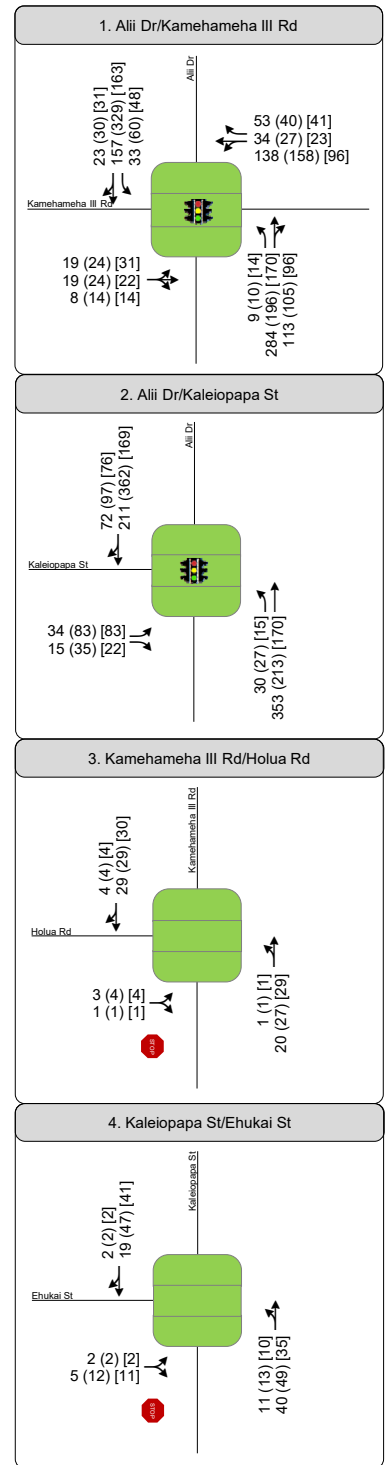 1. Alii Dr/Kamehameha III Rd
Alii Dr
23 (30) [31]
157 (329) [163]
33 (60) [48]
53 (40) [41]
34 (27) [23]
138 (158) [96]
Kamehameha III Rd
19 (24) [31]
19 (24) [22]
8 (14) [14]
9 (10) [14]
284 (196) [170]
113 (105) [96]
2. Alii Dr/Kaleiopapa St
Alii Dr
72 (97) [76]
211 (362) [169]
Kaleiopapa St
34 (83) [83]
15 (35) [22]
30 (27) [15]
353 (213) [170]
3. Kamehameha III Rd/Holua Rd
Kamehameha III Rd
4 (4) [4]
29 (29) [30]
Holua Rd
3 (4) [4]
1 (1) [1]
STOP
1 (1) [1]
20 (27) [29]
4. Kaleiopapa St/Ehukai St
Kaleiopapa St
2 (2) [2]
19 (47) [41]
Ehukai St
2 (2) [2]
5 (12) [11]
STOP
11 (13) [10]
40 (49) [35]